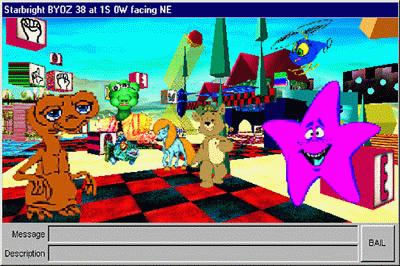 Starbright BYOZ 38 at 1S 0W facing NE
Message
Description
BAIL